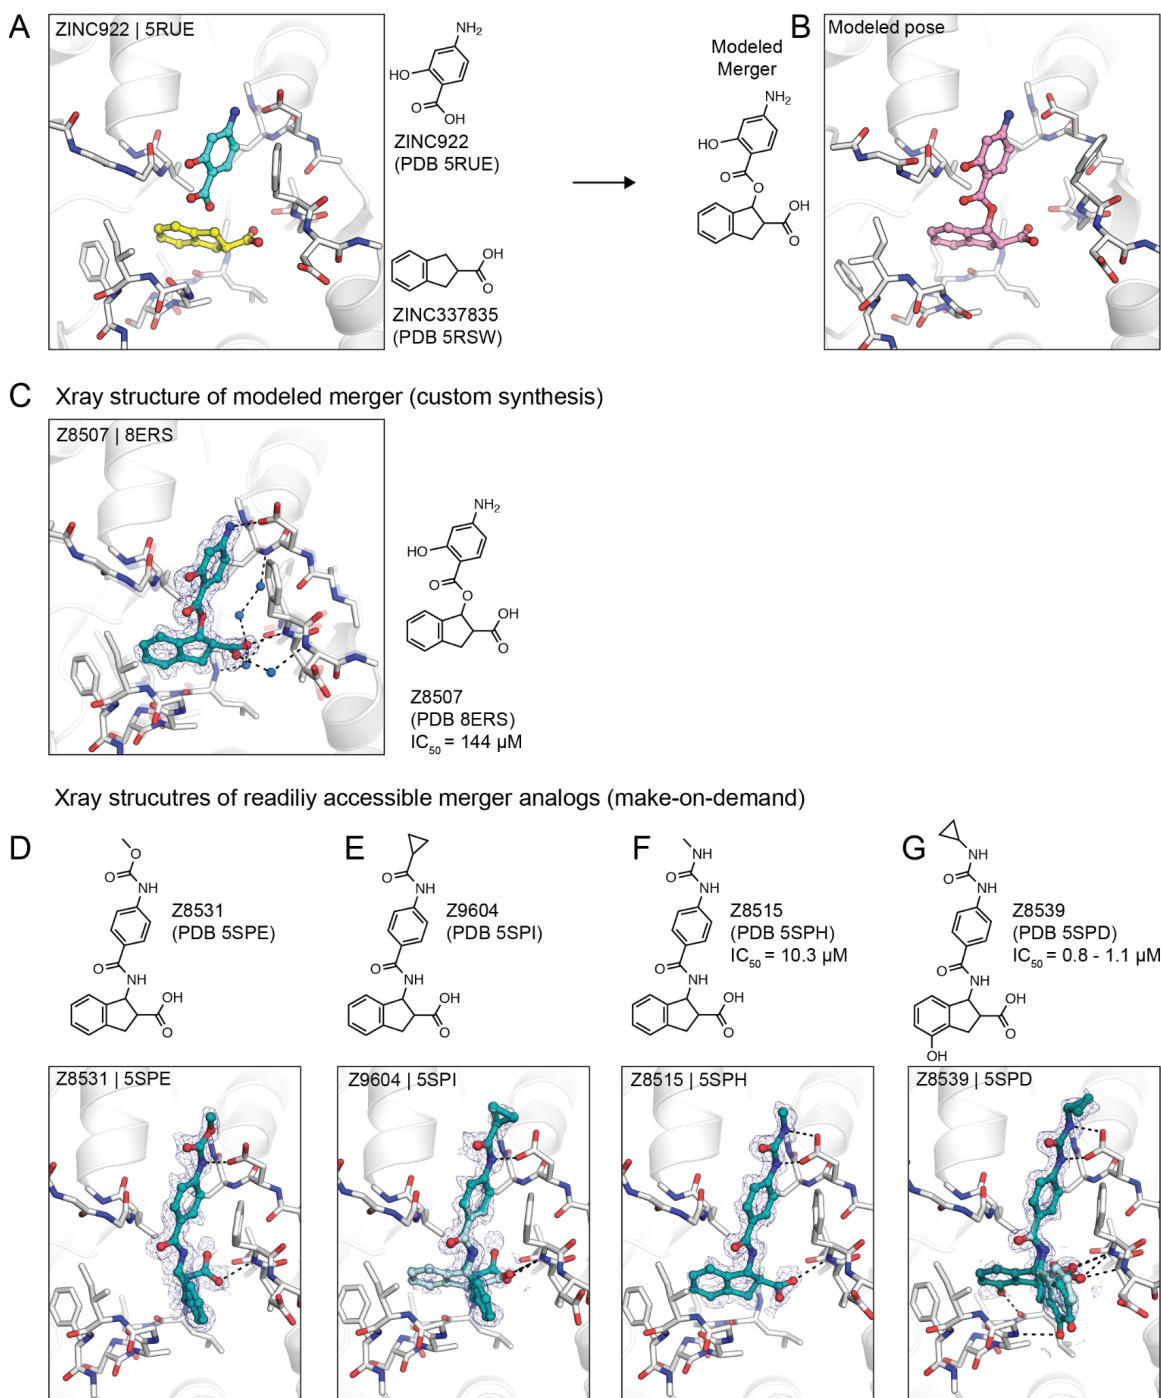 A
ZINC922 | 5RUE
NH₂
HO
O
OH
ZINC922
(PDB 5RUE)
OH
O
ZINC337835
(PDB 5RSW)
Modeled
Merger
NH₂
HO
O
O
OH
O
B
Modeled pose
C
Xray structure of modeled merger (custom synthesis)
Z8507 | 8ERS
NH₂
HO
O
O
OH
O
Z8507
(PDB 8ERS)
IC₅₀ = 144 µM
Xray strucutres of readiliy accessible merger analogs (make-on-demand)
D
O
O
NH
Z8531
(PDB 5SPE)
O
NH
OH
O
Z8531 | 5SPE
E
O
NH
Z9604
(PDB 5SPI)
O
NH
OH
O
Z9604 | 5SPI
F
NH
O
NH
Z8515
(PDB 5SPH)
IC₅₀ = 10.3 µM
O
NH
OH
O
Z8515 | 5SPH
G
NH
O
NH
Z8539
(PDB 5SPD)
IC₅₀ = 0.8 - 1.1 µM
O
NH
OH
O
OH
Z8539 | 5SPD